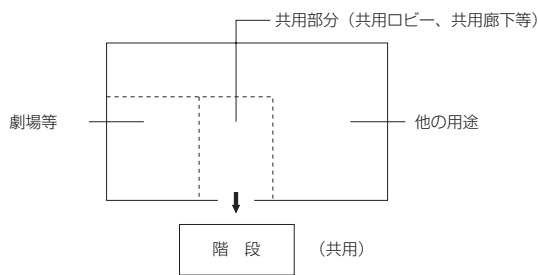 共用部分（共用ロビー、共用廊下等）
劇場等
他の用途
階　段
（共用）